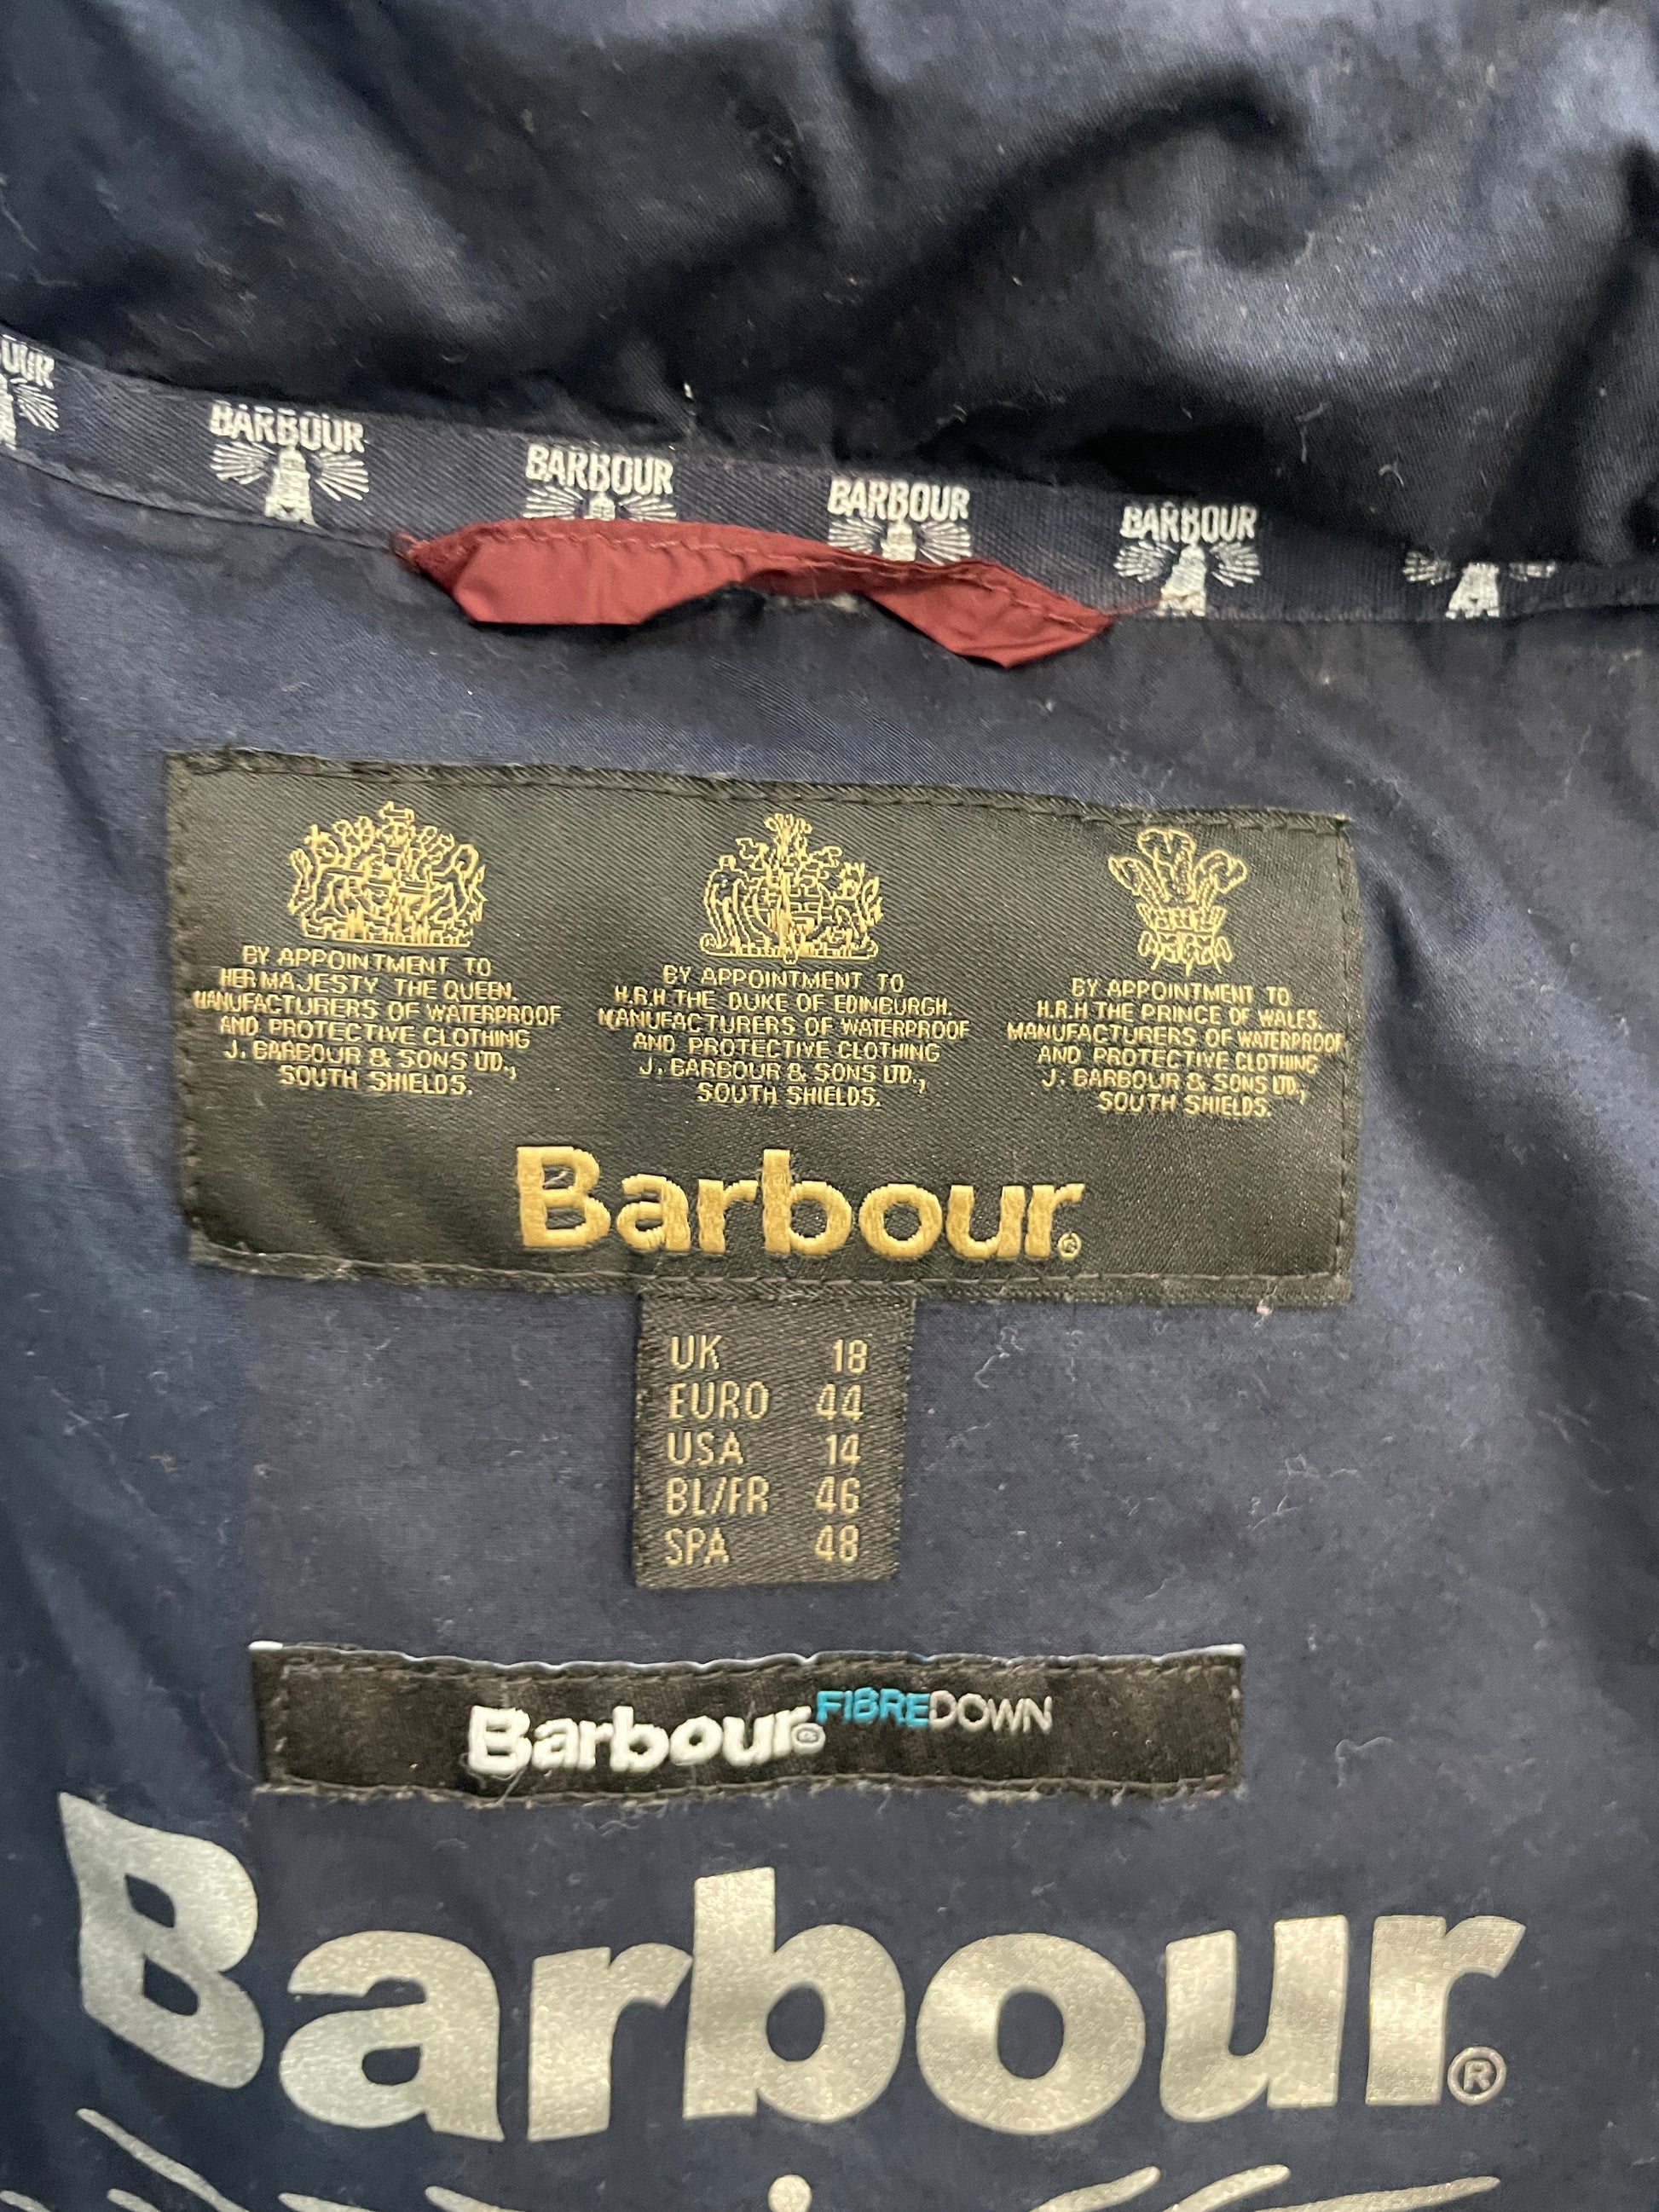 OUR
BARBOUR
BARBOUR
BARBOUR
BARBOUR
BY APPOINTMENT TO
HER MAJESTY THE QUEEN.
MANUFACTURERS OF WATERPROOF
AND PROTECTIVE CLOTHING
J. BARBOUR & SONS LTD.,
SOUTH SHIELDS.
BY APPOINTMENT TO
H.R.H THE DUKE OF EDINBURGH.
MANUFACTURERS OF WATERPROOF
AND PROTECTIVE CLOTHING
J. BARBOUR & SONS LTD.,
SOUTH SHIELDS.
BY APPOINTMENT TO
H.R.H THE PRINCE OF WALES.
MANUFACTURERS OF WATERPROOF
AND PROTECTIVE CLOTHING
J. BARBOUR & SONS LTD.,
SOUTH SHIELDS.
Barbour®
UK 18
EURO 44
USA 14
BL/FR 46
SPA 48
Barbour® FIBREDOWN
Barbour®